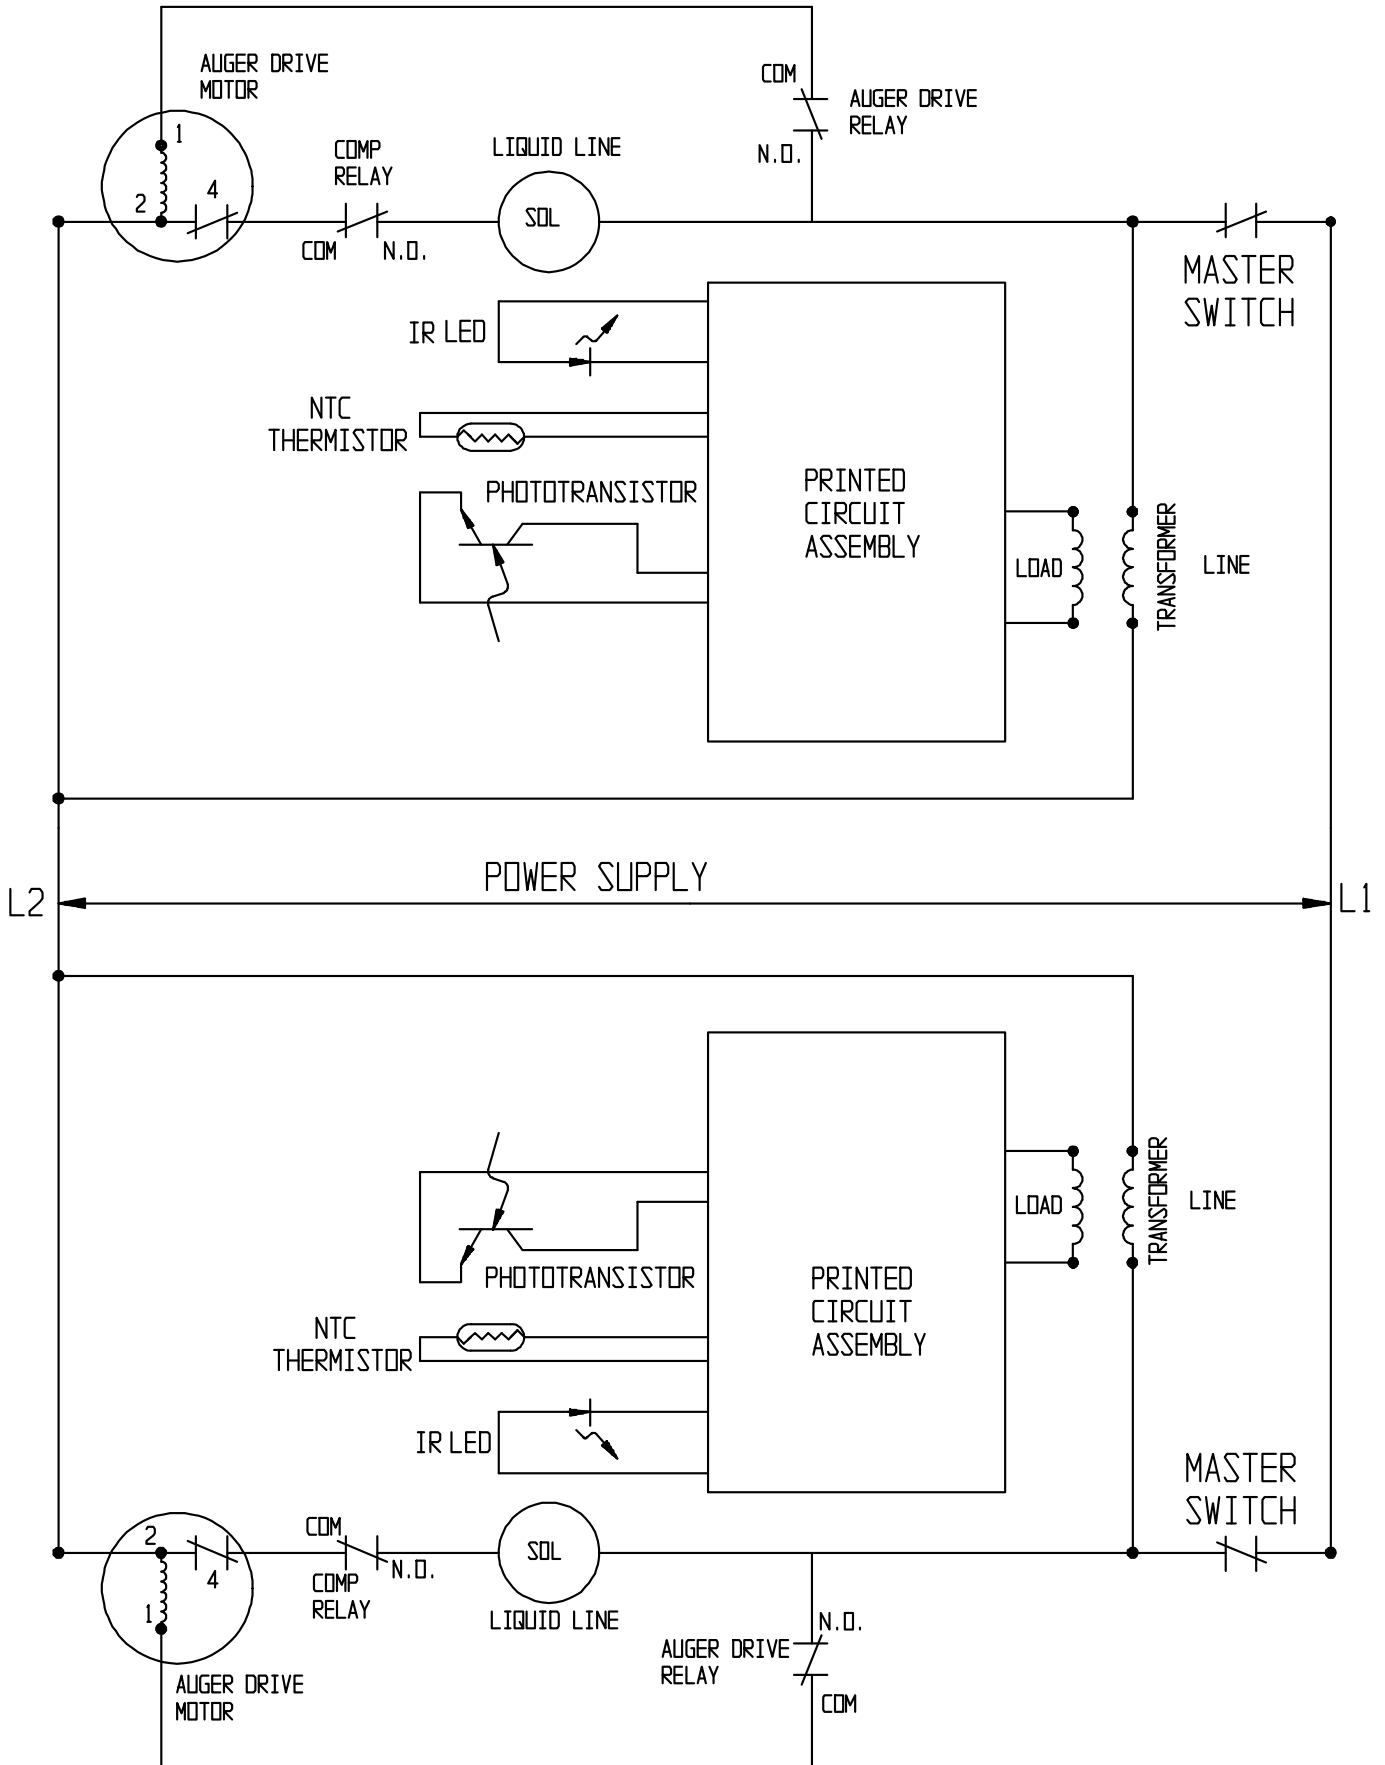 AUGER DRIVE
MOTOR
1
2
4
COMP
RELAY
COM
N.O.
LIQUID LINE
SOL
COM
N.O.
AUGER DRIVE
RELAY
MASTER
SWITCH
IR LED
NTC
THERMISTOR
PHOTOTRANSISTOR
PRINTED
CIRCUIT
ASSEMBLY
LOAD
TRANSFORMER
LINE
POWER SUPPLY
L2
L1
PHOTOTRANSISTOR
NTC
THERMISTOR
IR LED
PRINTED
CIRCUIT
ASSEMBLY
LOAD
TRANSFORMER
LINE
MASTER
SWITCH
2
4
1
AUGER DRIVE
MOTOR
COM
N.O.
COMP
RELAY
SOL
LIQUID LINE
AUGER DRIVE
RELAY
N.O.
COM